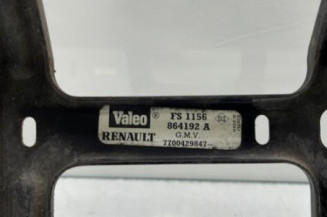 Valeo ® FS 1156
864192 A
RENAULT G.M.V.
7700429847-